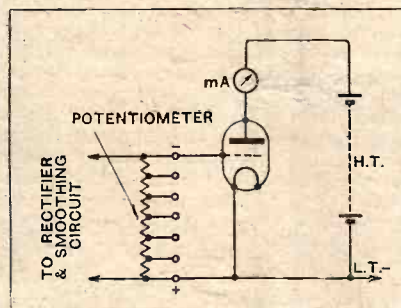 mA
POTENTIOMETER
−
TO RECTIFIER
& SMOOTHING
CIRCUIT
H.T.
L.T.−
+